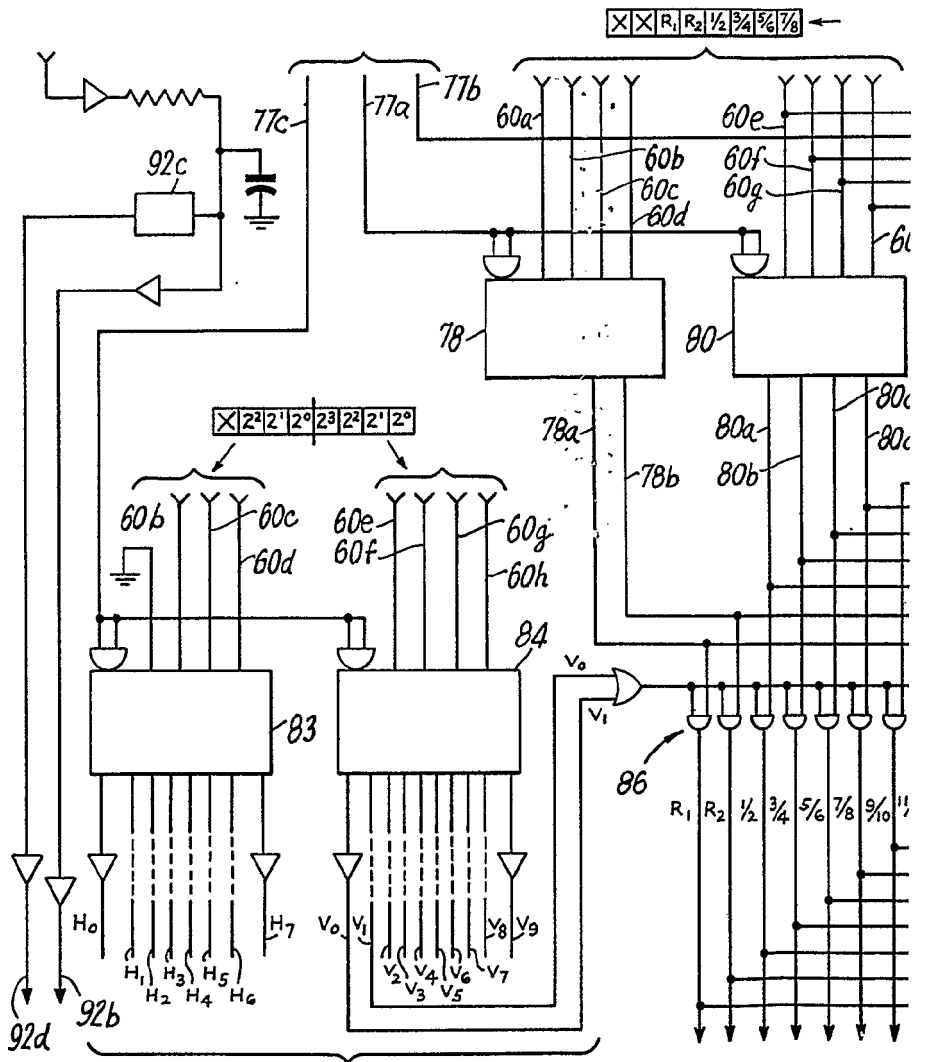 X X R₁ R₂ 1/2 3/4 5/6 7/8
77c
77a
77b
60a
60b
60c
60d
60e
60f
60g
92c
78
80
78a
78b
80a
80b
X 2² 2¹ 2⁰ 2³ 2² 2¹ 2⁰
60b
60c
60d
60e
60f
60g
60h
83
84
V₀
V₁
86
R₁ R₂ 1/2 3/4 5/6 7/8 9/10
H₀
H₁
H₂
H₃
H₄
H₅
H₆
H₇
V₀
V₁
V₂
V₃
V₄
V₅
V₆
V₇
V₈
V₉
92d
92b